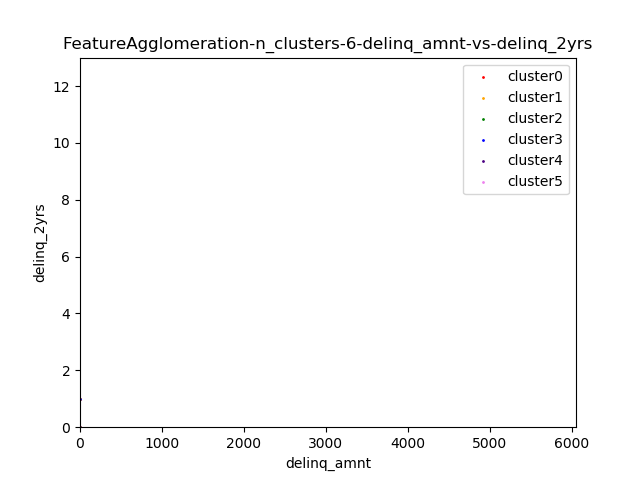 FeatureAgglomeration-n_clusters-6-delinq_amnt-vs-delinq_2yrs
cluster0
cluster1
cluster2
cluster3
cluster4
cluster5
12
10
8
6
4
2
0
delinq_2yrs
0 1000 2000 3000 4000 5000 6000
delinq_amnt